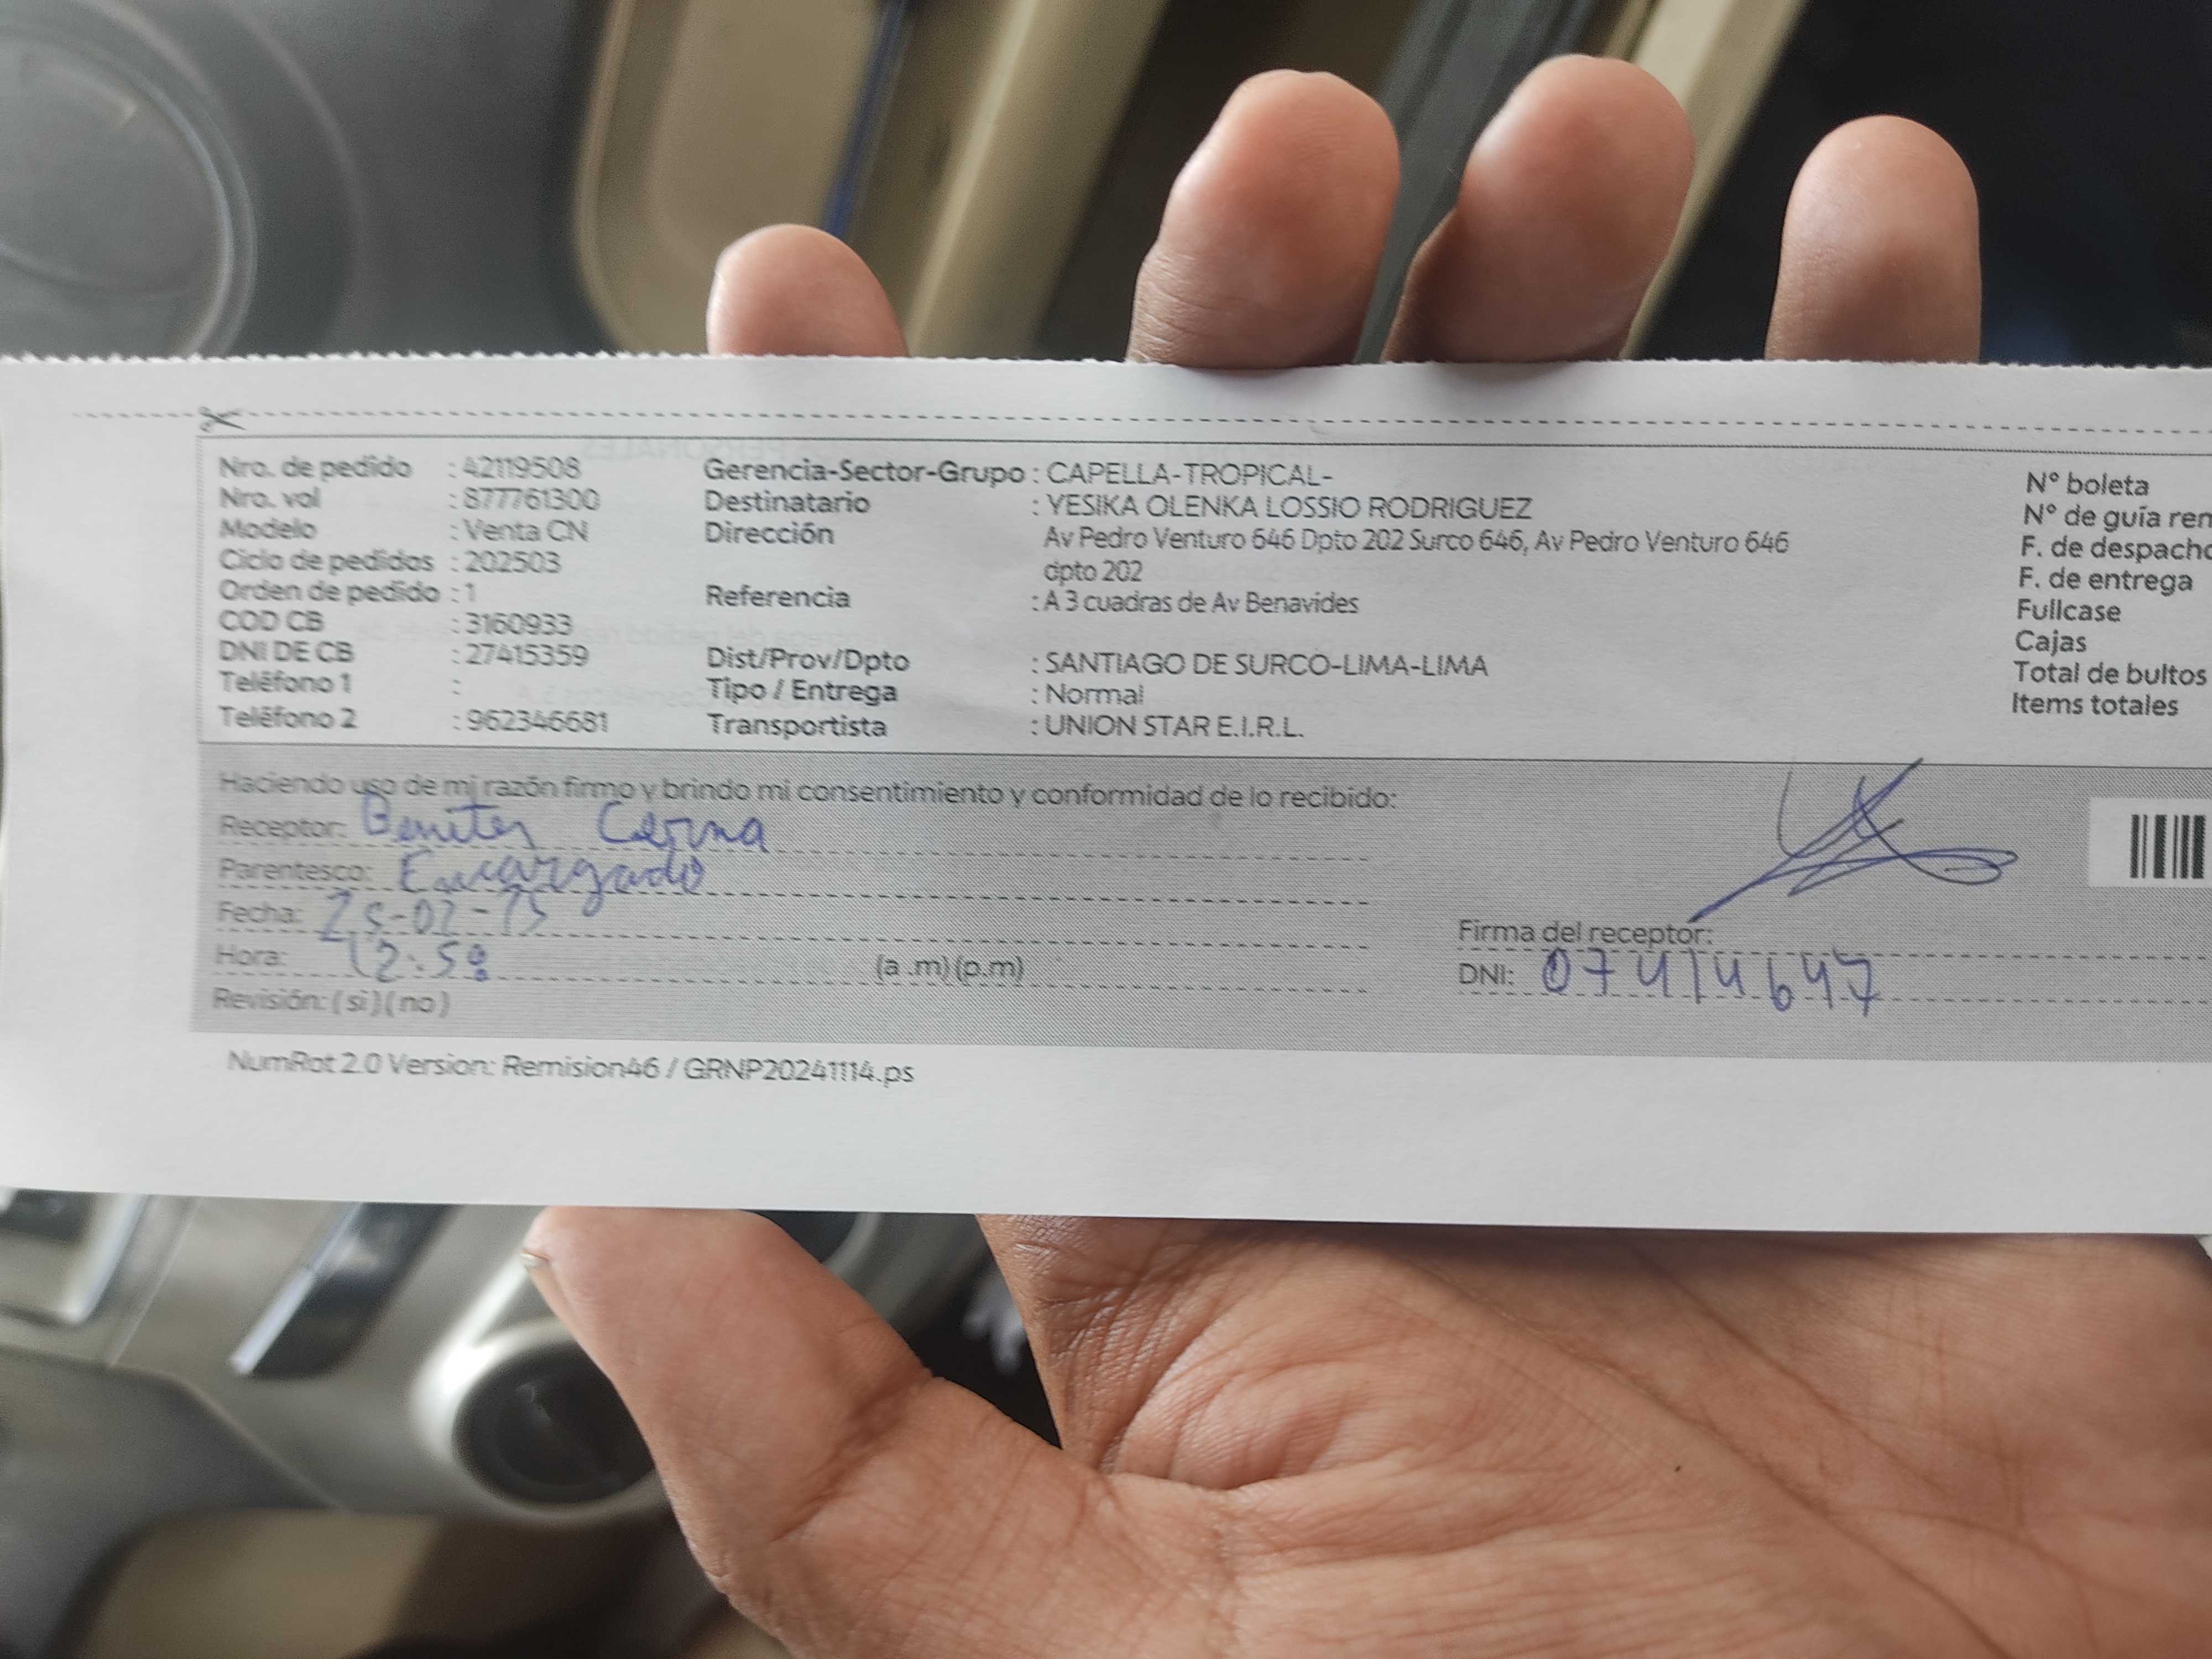 Nro. de pedido : 42119508
Nro. vol : 877761300
Modelo : Venta CN
Ciclo de pedidos : 202503
Orden de pedido : 1
COD CB : 3160933
DNI DE CB : 27415359
Teléfono 1 :
Teléfono 2 : 962346681
Gerencia-Sector-Grupo : CAPELLA-TROPICAL-
Destinatario : YESIKA OLENKA LOSSIO RODRIGUEZ
Dirección Av Pedro Venturo 646 Dpto 202 Surco 646, Av Pedro Venturo 646
dpto 202
Referencia : A 3 cuadras de Av Benavides
Dist/Prov/Dpto : SANTIAGO DE SURCO-LIMA-LIMA
Tipo / Entrega : Normal
Transportista : UNION STAR E.I.R.L.
N° boleta
N° de guía rem
F. de despacho
F. de entrega
Fullcase
Cajas
Total de bultos
Items totales
Haciendo uso de mi razón firmo y brindo mi consentimiento y conformidad de lo recibido:
Receptor: Benites Cerna
Parentesco: Encargado
Fecha: 25-02-25
Hora: 12:58 (a .m) (p.m)
Revisión: ( si ) ( no )
Firma del receptor:
DNI: 07414647
NumRot 2.0 Version: Remision46 / GRNP20241114.ps